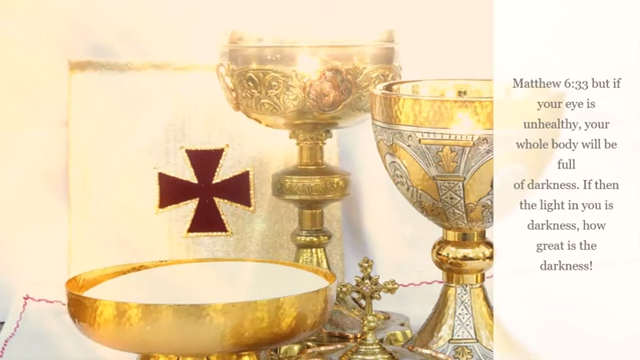 Matthew 6:33 but if
your eye is
unhealthy, your
whole body will be
full
of darkness. If then
the light in you is
darkness, how
great is the
darkness!